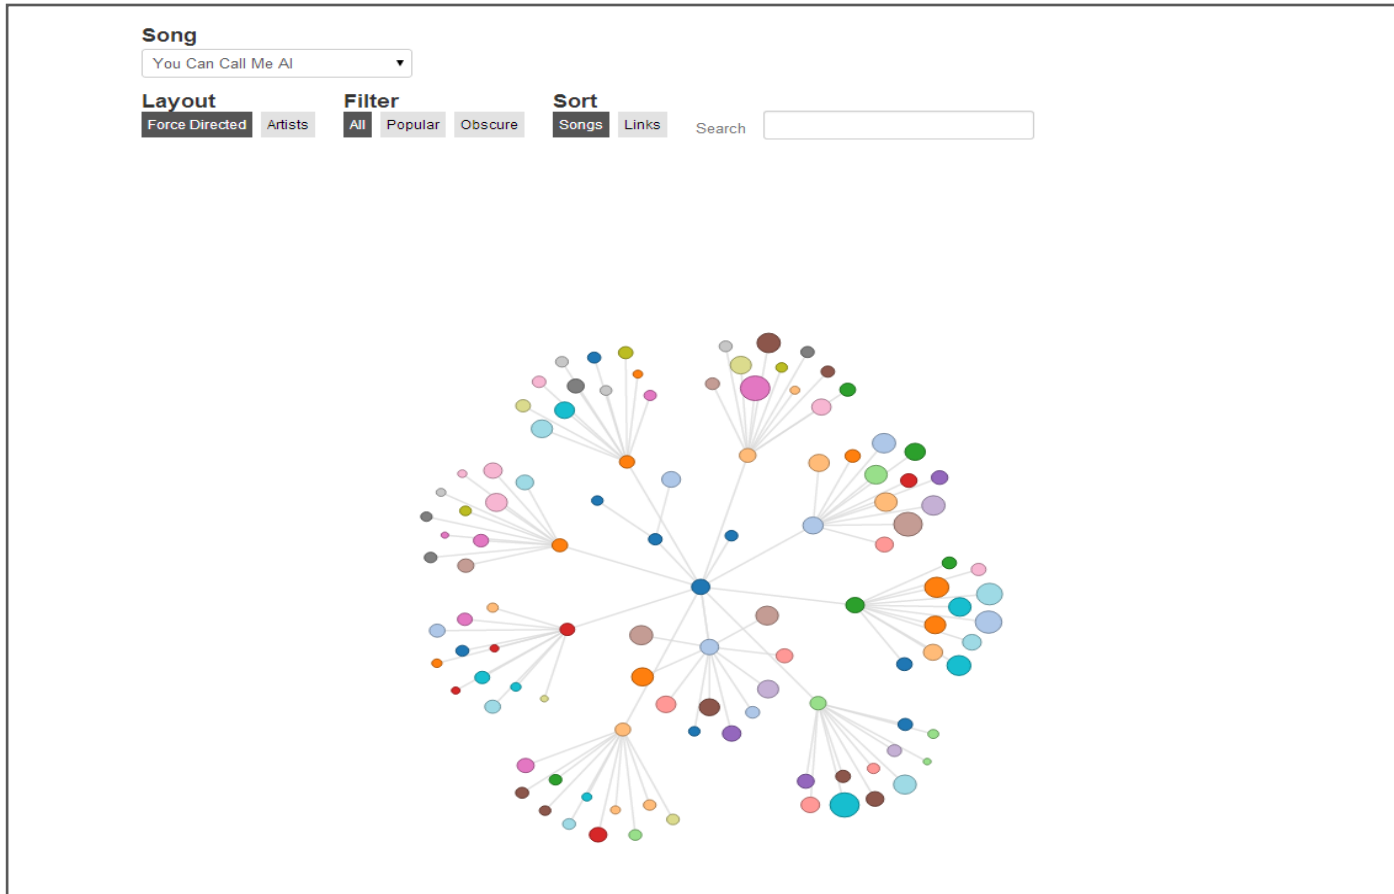 Song
You Can Call Me Al
Layout Filter Sort
Force Directed Artists All Popular Obscure Songs Links Search